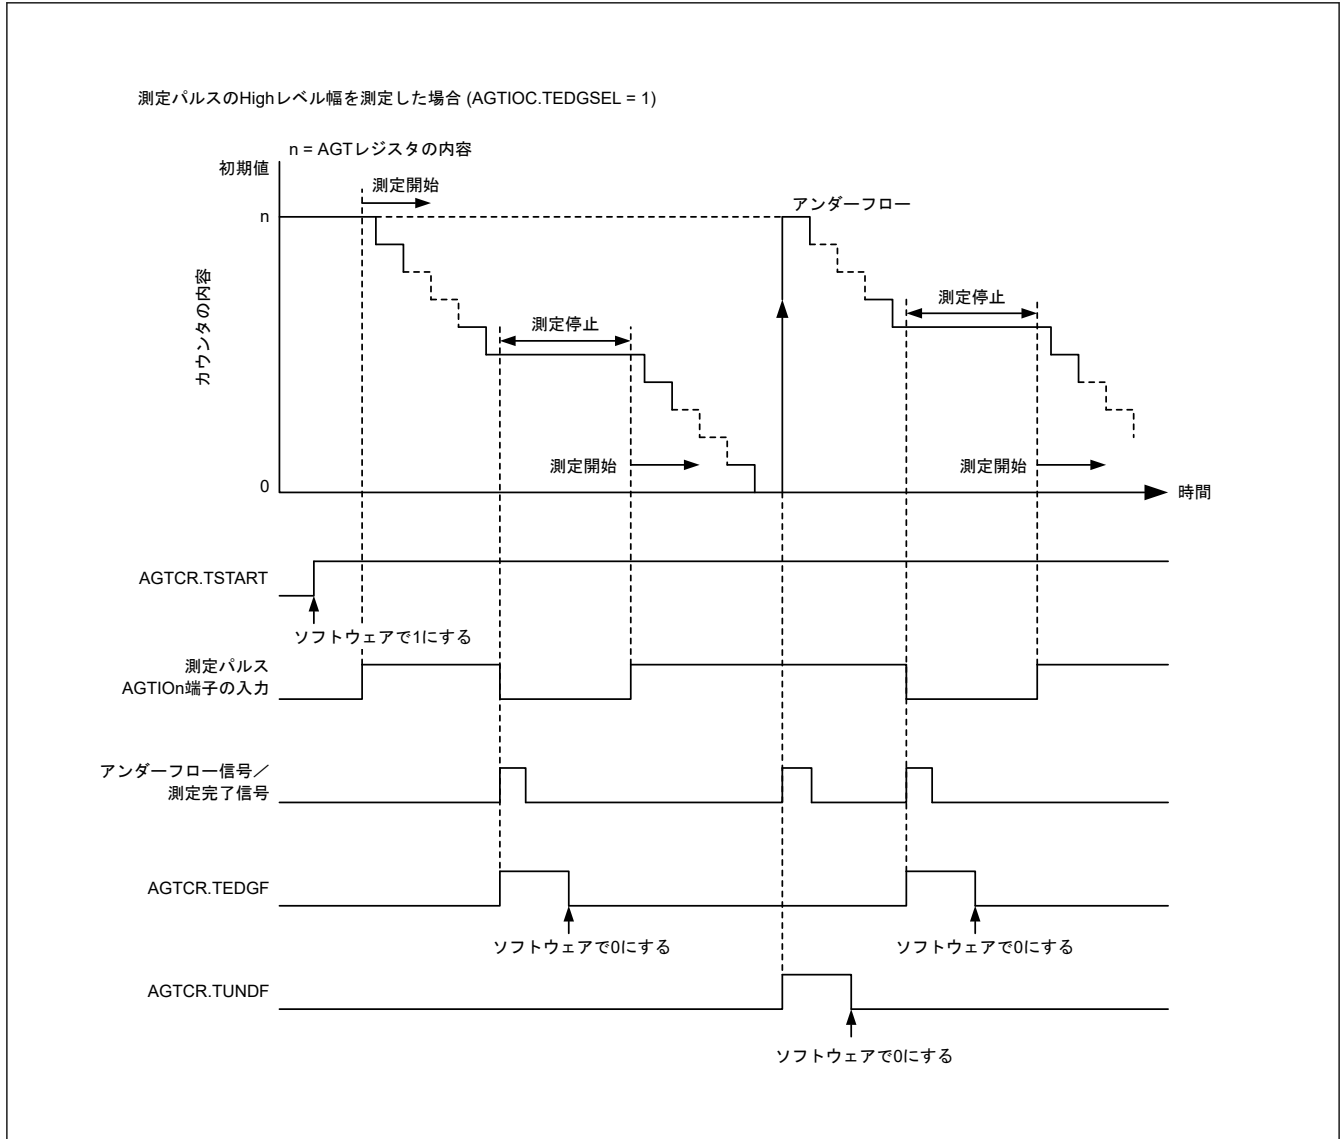 測定パルスのHighレベル幅を測定した場合 (AGTIOC.TEDGSEL = 1)
n = AGTレジスタの内容
初期値
測定開始
n
アンダーフロー
カウンタの内容
測定停止
測定停止
測定開始
測定開始
0
時間
AGTCR.TSTART
ソフトウェアで1にする
測定パルス
AGTIOn端子の入力
アンダーフロー信号／
測定完了信号
AGTCR.TEDGF
ソフトウェアで0にする
ソフトウェアで0にする
AGTCR.TUNDF
ソフトウェアで0にする